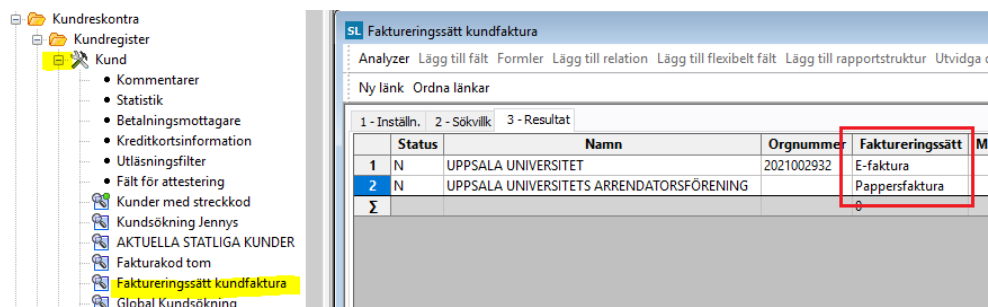 Kundreskontra
Kundregister
Kund
Kommentarer
Statistik
Betalningsmottagare
Kreditkortsinformation
Utläsningsfilter
Fält för attestering
Kunder med streckkod
Kundsökning Jennys
AKTUELLA STATLIGA KUNDER
Fakturakod tom
Faktureringssätt kundfaktura
Global Kundsökning
SL Faktureringssätt kundfaktura
Analyzer Lägg till fält Formler Lägg till relation Lägg till flexibelt fält Lägg till rapportstruktur Utvidga
Ny länk Ordna länkar
1 - Inställn. 2 - Sökvillk 3 - Resultat
Status Namn Orgnummer Faktureringssätt M
1 N UPPSALA UNIVERSITET 2021002932 E-faktura
2 N UPPSALA UNIVERSITETS ARRENDATORSFÖRENING Pappersfaktura
Σ 0